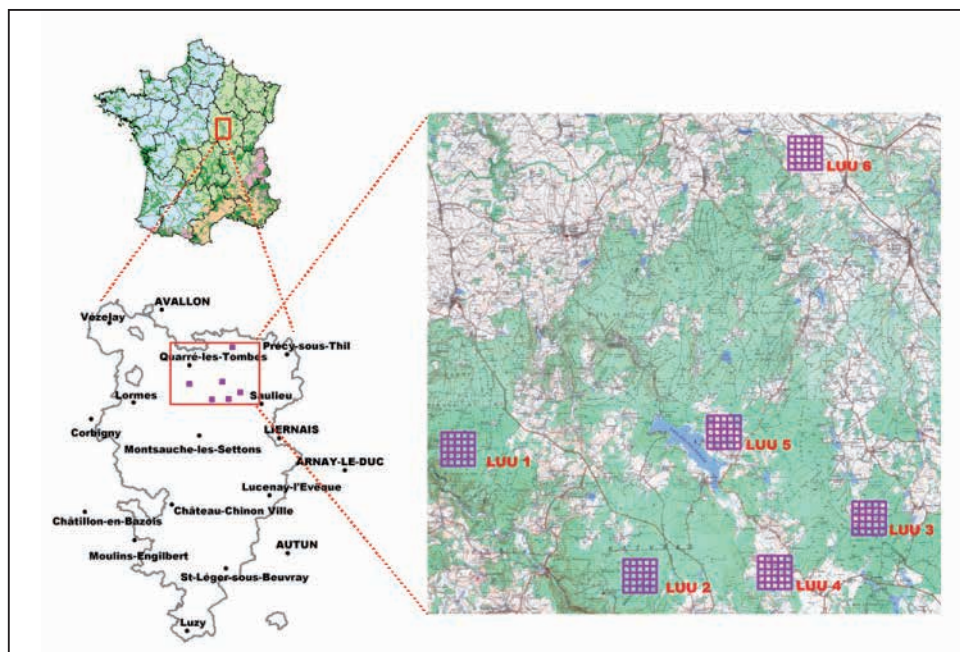 AVALLON
Vézelay
Précy-sous-Thil
Quarré-les-Tombes
Lormes
Saulieu
Corbigny
LIERNAIS
Montsauche-les-Settons
ARNAY-LE-DUC
Lucenay-l'Evêque
Château-Chinon Ville
Châtillon-en-Bazois
Moulins-Engilbert
AUTUN
St-Léger-sous-Beuvray
Luzy
LUU 6
LUU 5
LUU 1
LUU 3
LUU 2
LUU 4